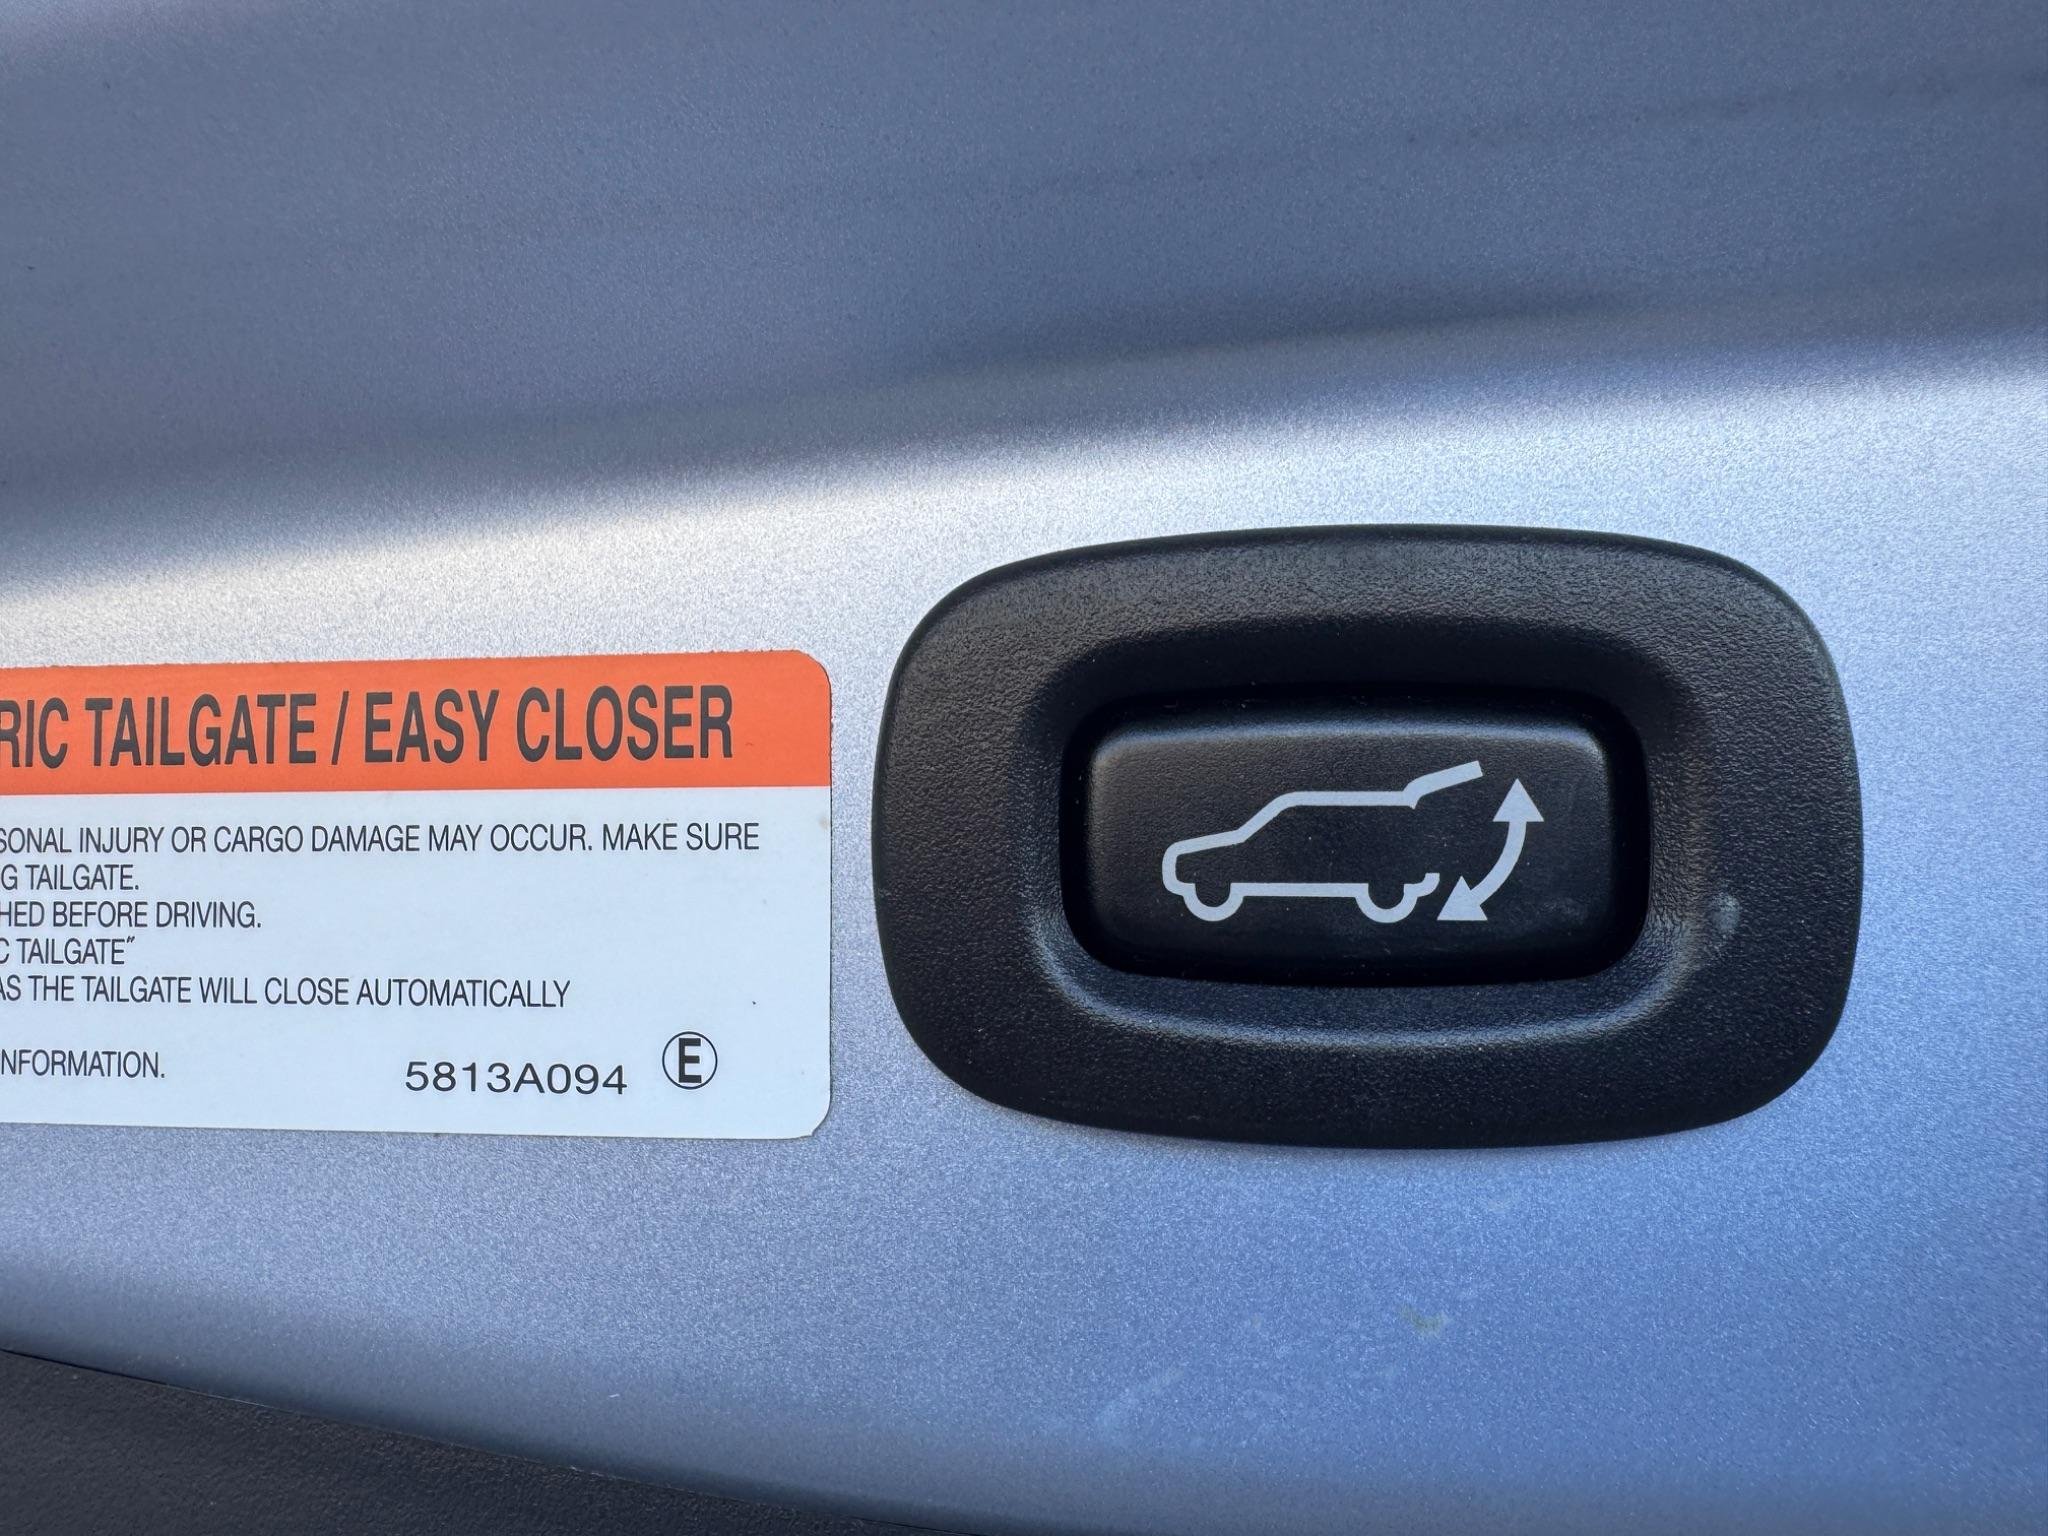 RIC TAILGATE / EASY CLOSER
SONAL INJURY OR CARGO DAMAGE MAY OCCUR. MAKE SURE
G TAILGATE.
HED BEFORE DRIVING.
C TAILGATE"
AS THE TAILGATE WILL CLOSE AUTOMATICALLY
NFORMATION.
5813A094 E